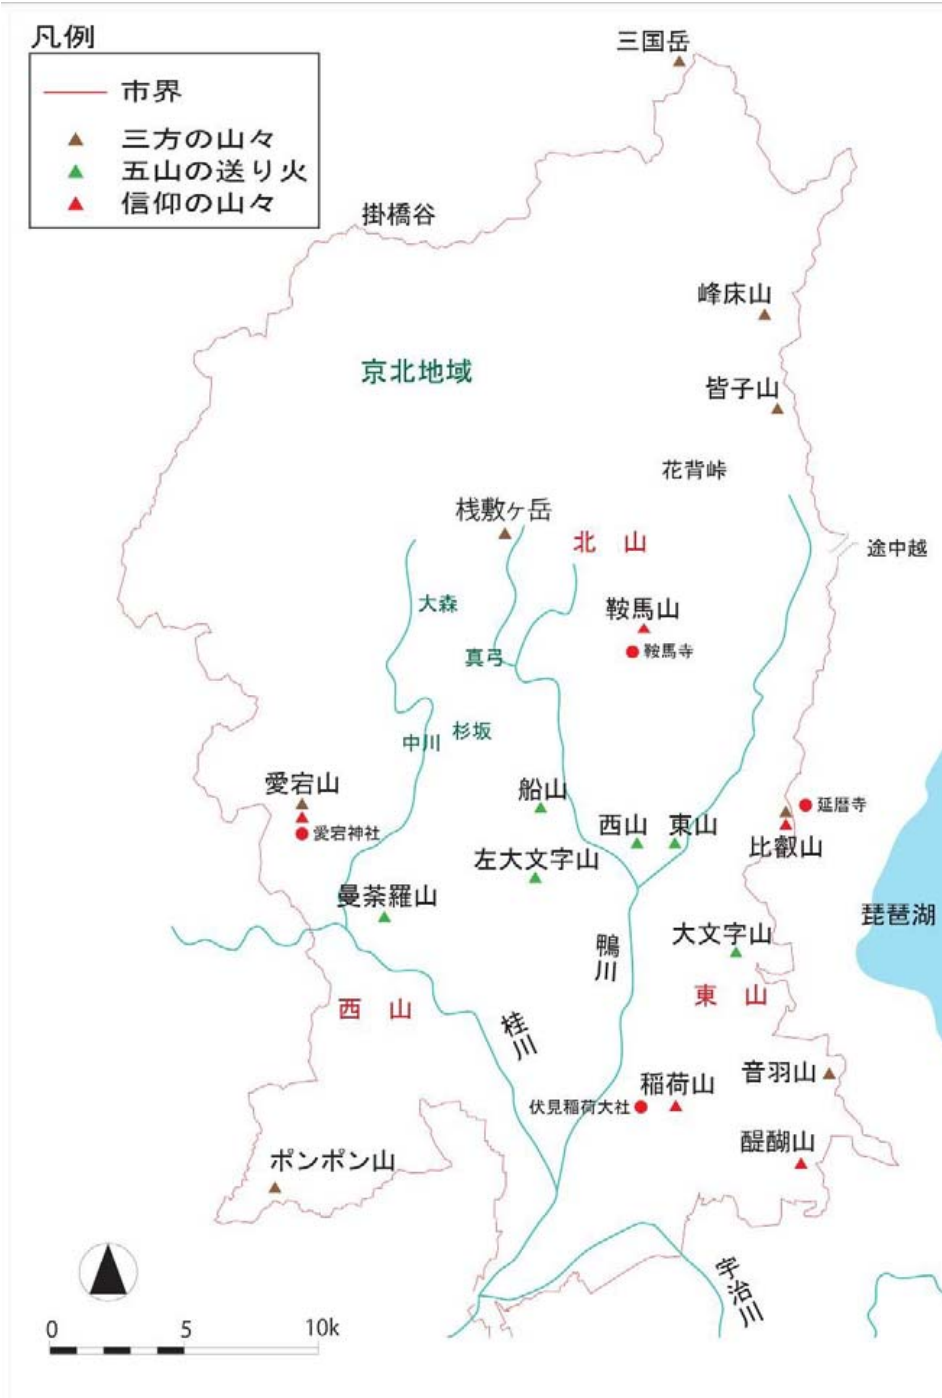 凡例
市界
三方の山々
五山の送り火
信仰の山々
三国岳
掛橋谷
峰床山
京北地域
皆子山
花背峠
桟敷ヶ岳
北 山
途中越
大森
鞍馬山
鞍馬寺
真弓
杉坂
中川
愛宕山
愛宕神社
船山
西山
東山
延暦寺
比叡山
左大文字山
曼茶羅山
琵琶湖
大文字山
鴨川
東 山
西 山
桂川
音羽山
稲荷山
伏見稲荷大社
醍醐山
ポンポン山
宇治川
0 5 10k